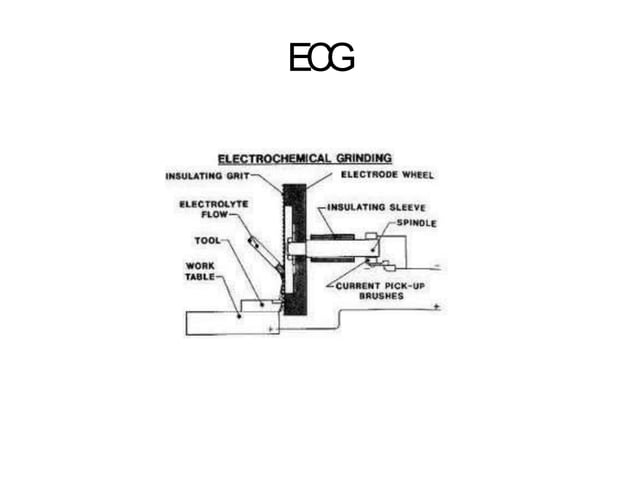 ECG
ELECTROCHEMICAL GRINDING
INSULATING GRIT
ELECTRODE WHEEL
ELECTROLYTE
FLOW
INSULATING SLEEVE
SPINDLE
TOOL
WORK
TABLE
CURRENT PICK-UP
BRUSHES
-
+
+